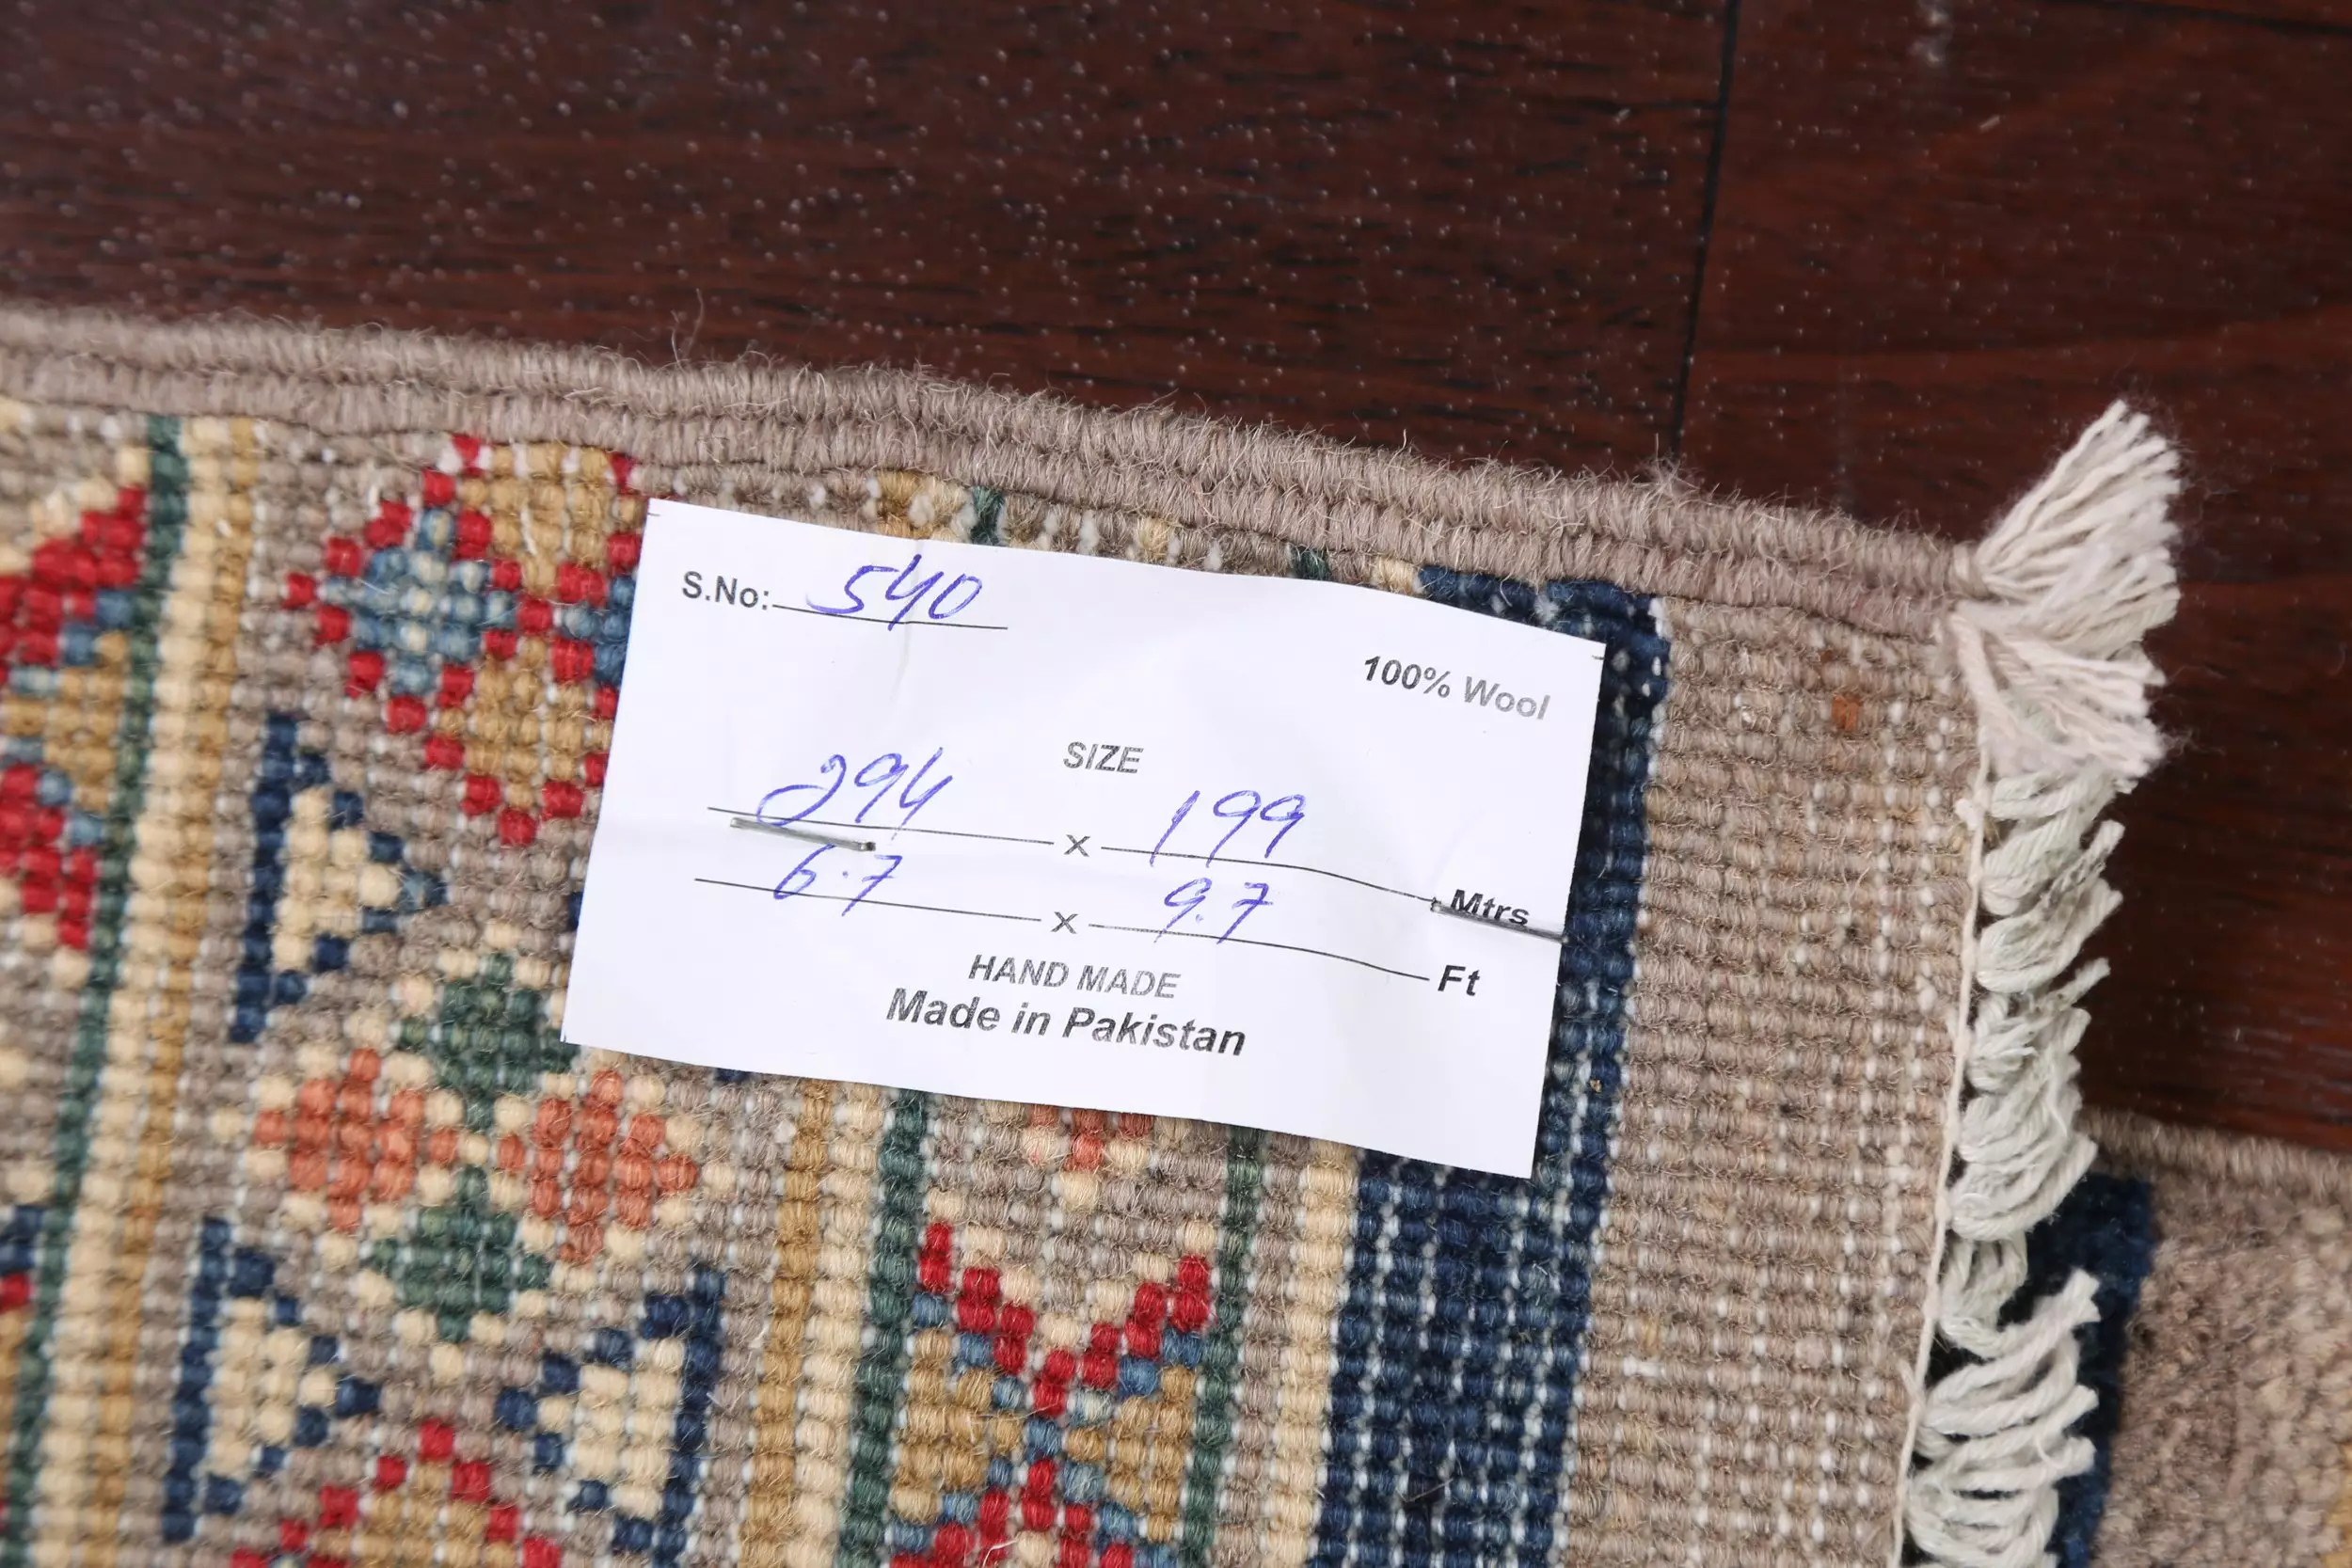 S.No: 540
100% Wool
SIZE
294 x 199 Mtrs
6.7 x 9.7 Ft
HAND MADE
Made in Pakistan